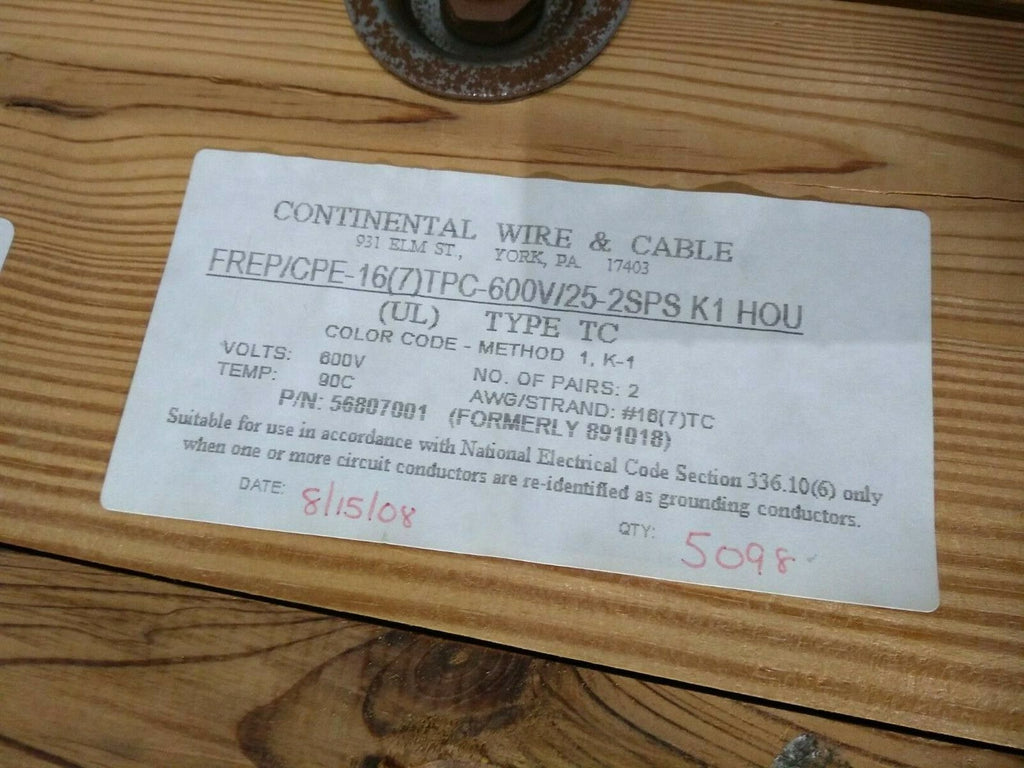 CONTINENTAL WIRE & CABLE
931 ELM ST., YORK, PA 17403
FREP/CPE-16(7)TPC-600V/25-2SPS K1 HOU
(UL) TYPE TC
COLOR CODE - METHOD 1, K-1
VOLTS: 600V NO. OF PAIRS: 2
TEMP: 90C AWG/STRAND: #16(7)TC
P/N: 56807001 (FORMERLY 891018)
Suitable for use in accordance with National Electrical Code Section 336.10(6) only
when one or more circuit conductors are re-identified as grounding conductors.
DATE: 8/15/08 QTY: 5098